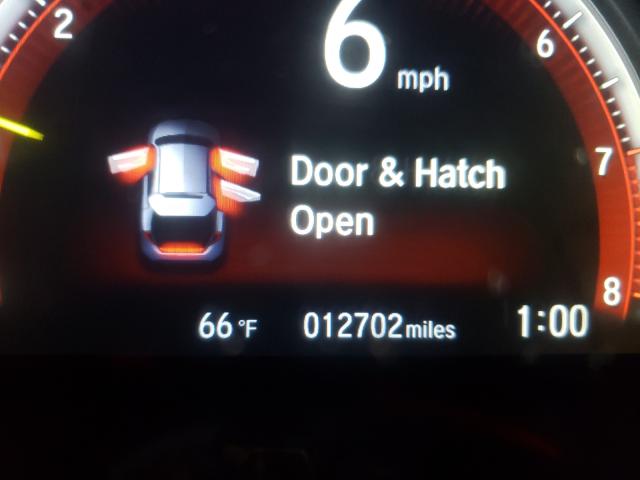 2
6 mph
6
Door & Hatch
Open
7
8
66 °F 012702 miles 1:00